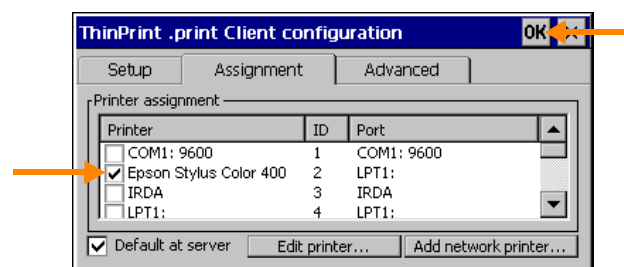 ThinPrint .print Client configuration OK ×
Setup Assignment Advanced
Printer assignment
Printer ID Port
COM1: 9600 1 COM1: 9600
Epson Stylus Color 400 2 LPT1:
IRDA 3 IRDA
LPT1: 4 LPT1:
Default at server Edit printer... Add network printer...